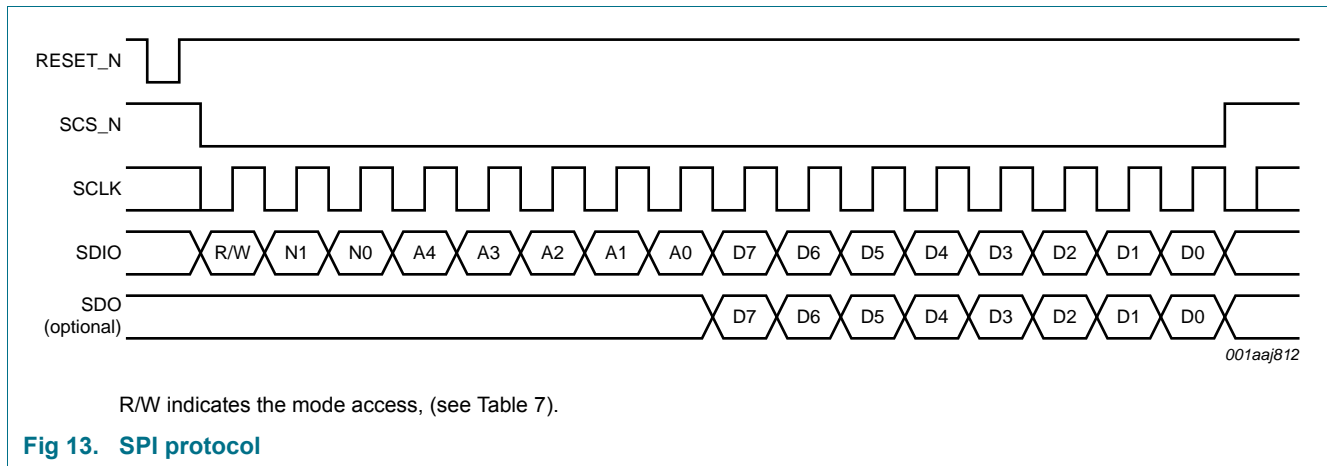 RESET_N
SCS_N
SCLK
SDIO R/W N1 N0 A4 A3 A2 A1 A0 D7 D6 D5 D4 D3 D2 D1 D0
SDO
(optional)
D7 D6 D5 D4 D3 D2 D1 D0
001aaj812
R/W indicates the mode access, (see Table 7).
Fig 13. SPI protocol